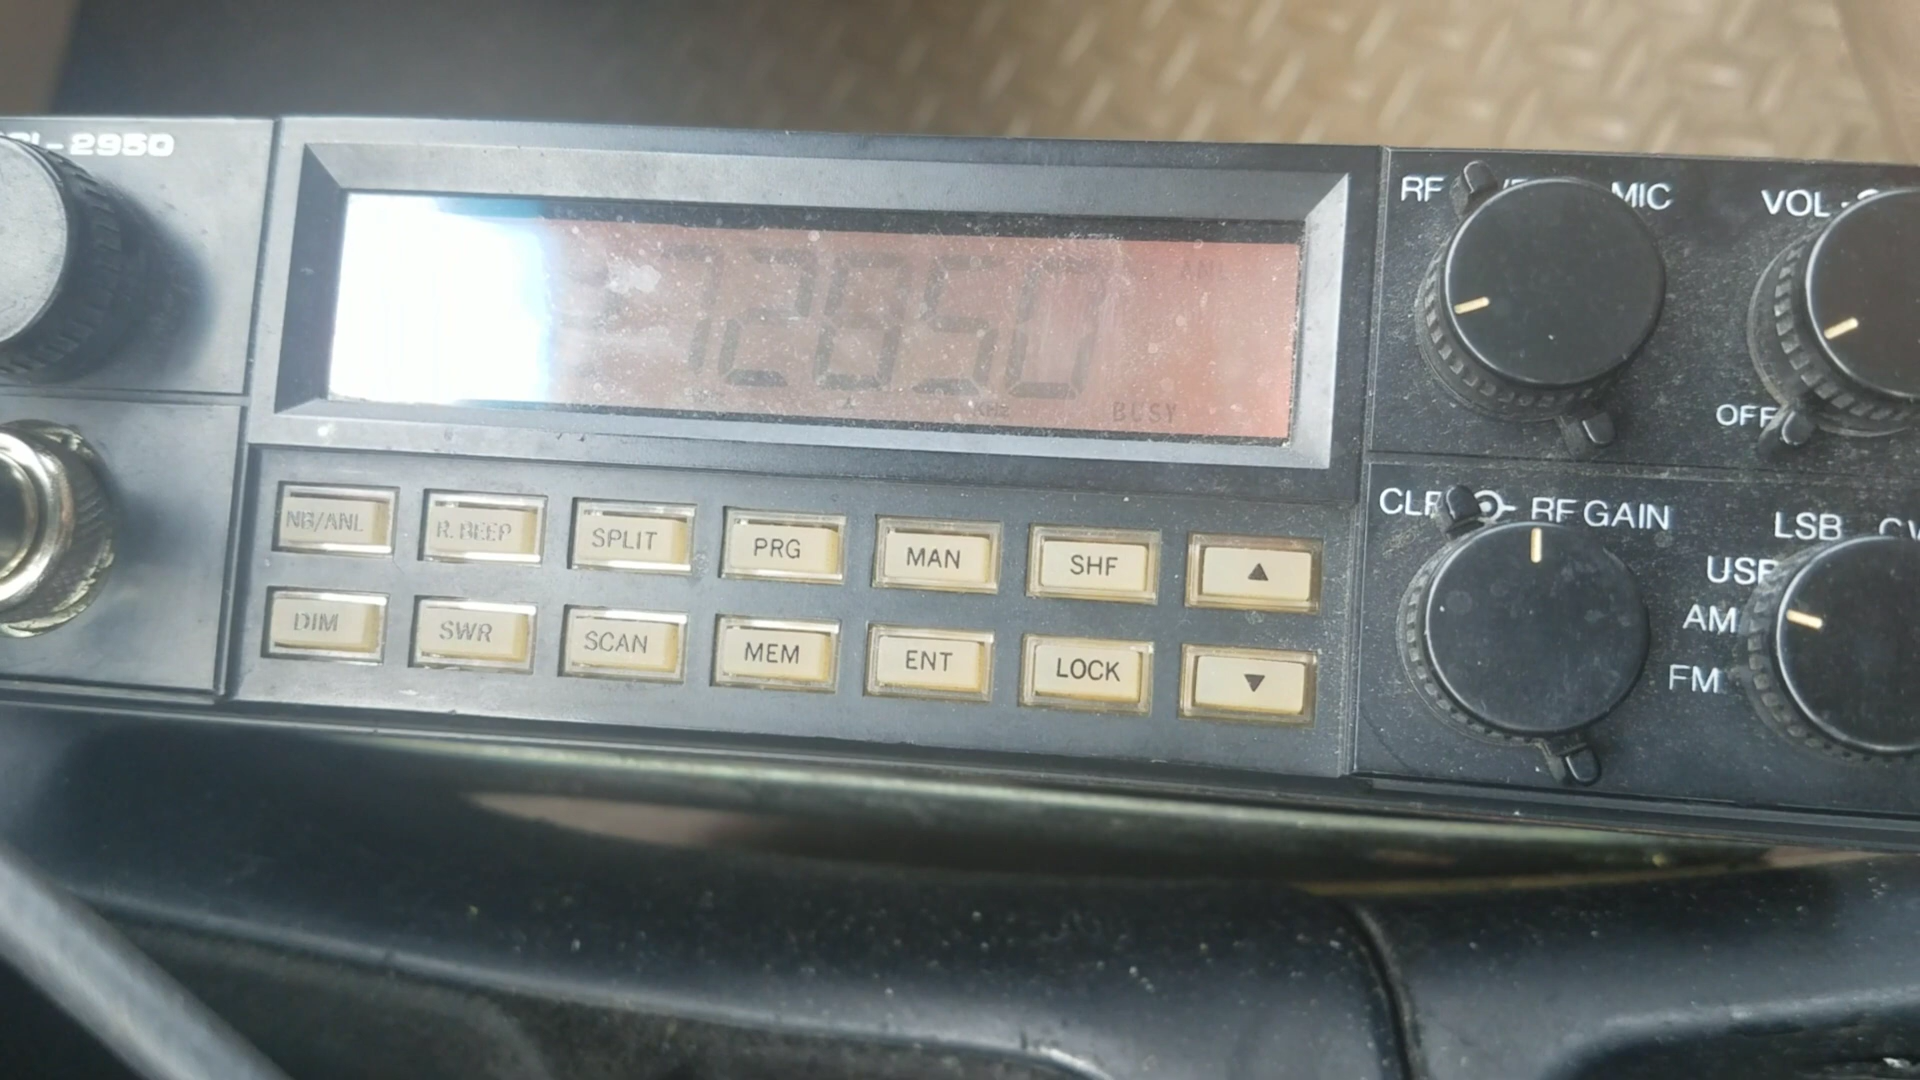 -2950
72850
ANL
KHz
BUSY
RF MIC
VOL
OFF
NB/ANL R.BEEP SPLIT PRG MAN SHF ▲
DIM SWR SCAN MEM ENT LOCK ▼
RF GAIN
LSB
USB
AM
FM